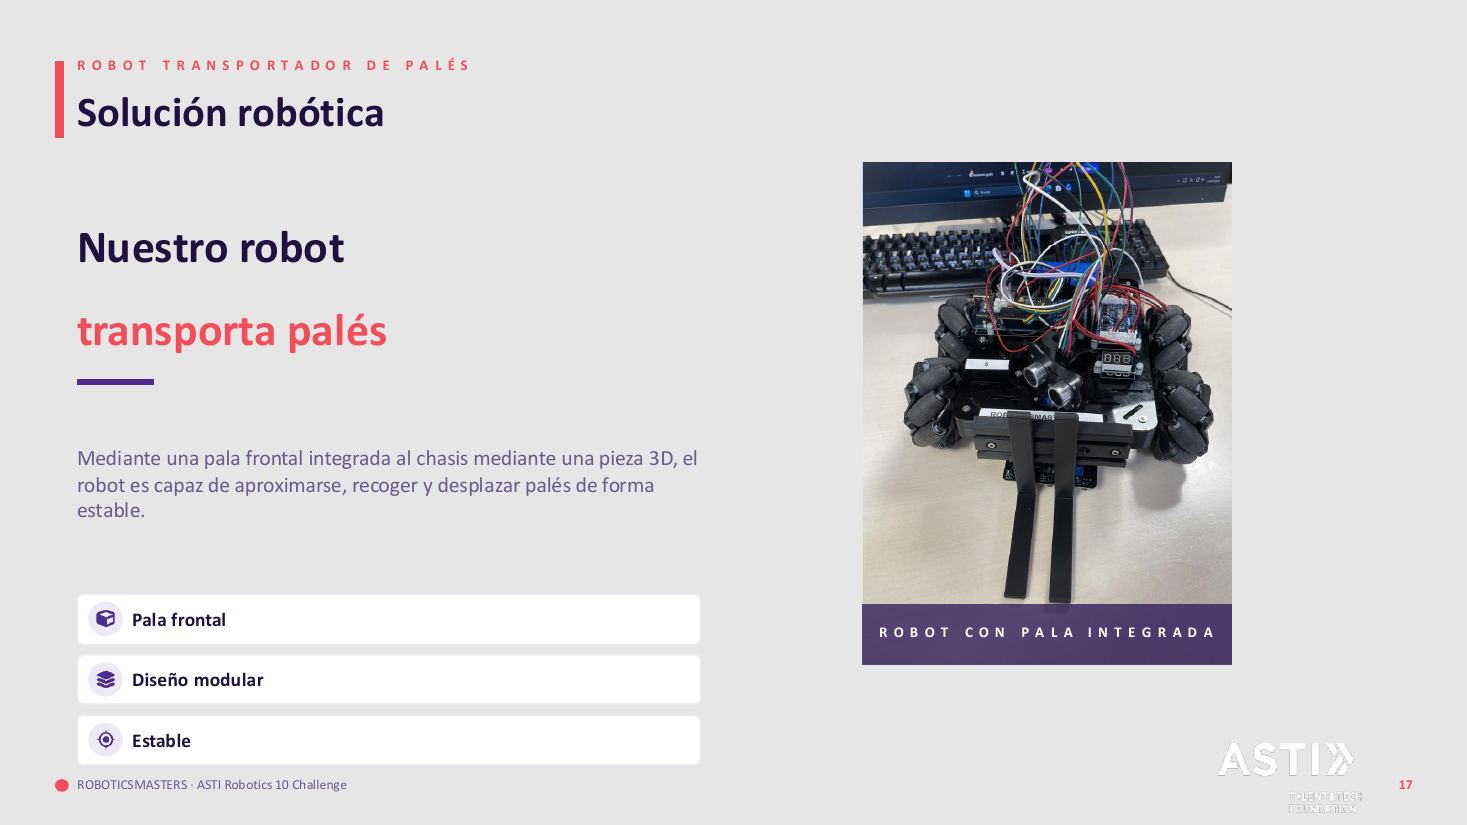 ROBOT TRANSPORTADOR DE PALÉS
Solución robótica
Nuestro robot
transporta palés
Mediante una pala frontal integrada al chasis mediante una pieza 3D, el
robot es capaz de aproximarse, recoger y desplazar palés de forma
estable.
Pala frontal
Diseño modular
Estable
ROBOT CON PALA INTEGRADA
ROBOTICSMASTERS · ASTI Robotics 10 Challenge
ASTI
TALENT&TECH
FOUNDATION
17